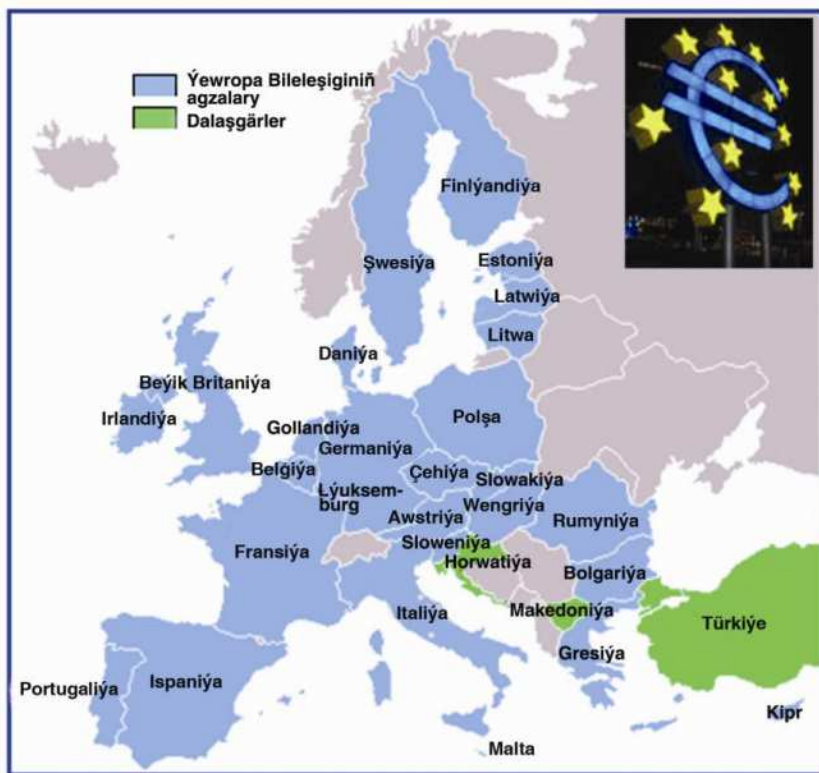 Ýewropa Bileleşiginiň
agzalary
Dalaşgärler
Finlýandiýa
Şwesiýa
Estoniýa
Latwiýa
Litwa
Daniýa
Beýik Britaniýa
Irlandiýa
Polşa
Gollandiýa
Germaniýa
Belgiýa
Çehiýa
Slowakiýa
Lýuksem-
burg
Wengriýa
Awstriýa
Rumyniýa
Sloweniýa
Fransiýa
Horwatiýa
Bolgariýa
Italiýa
Makedoniýa
Türkiýe
Gresiýa
Portugaliýa
Ispaniýa
Kipr
Malta